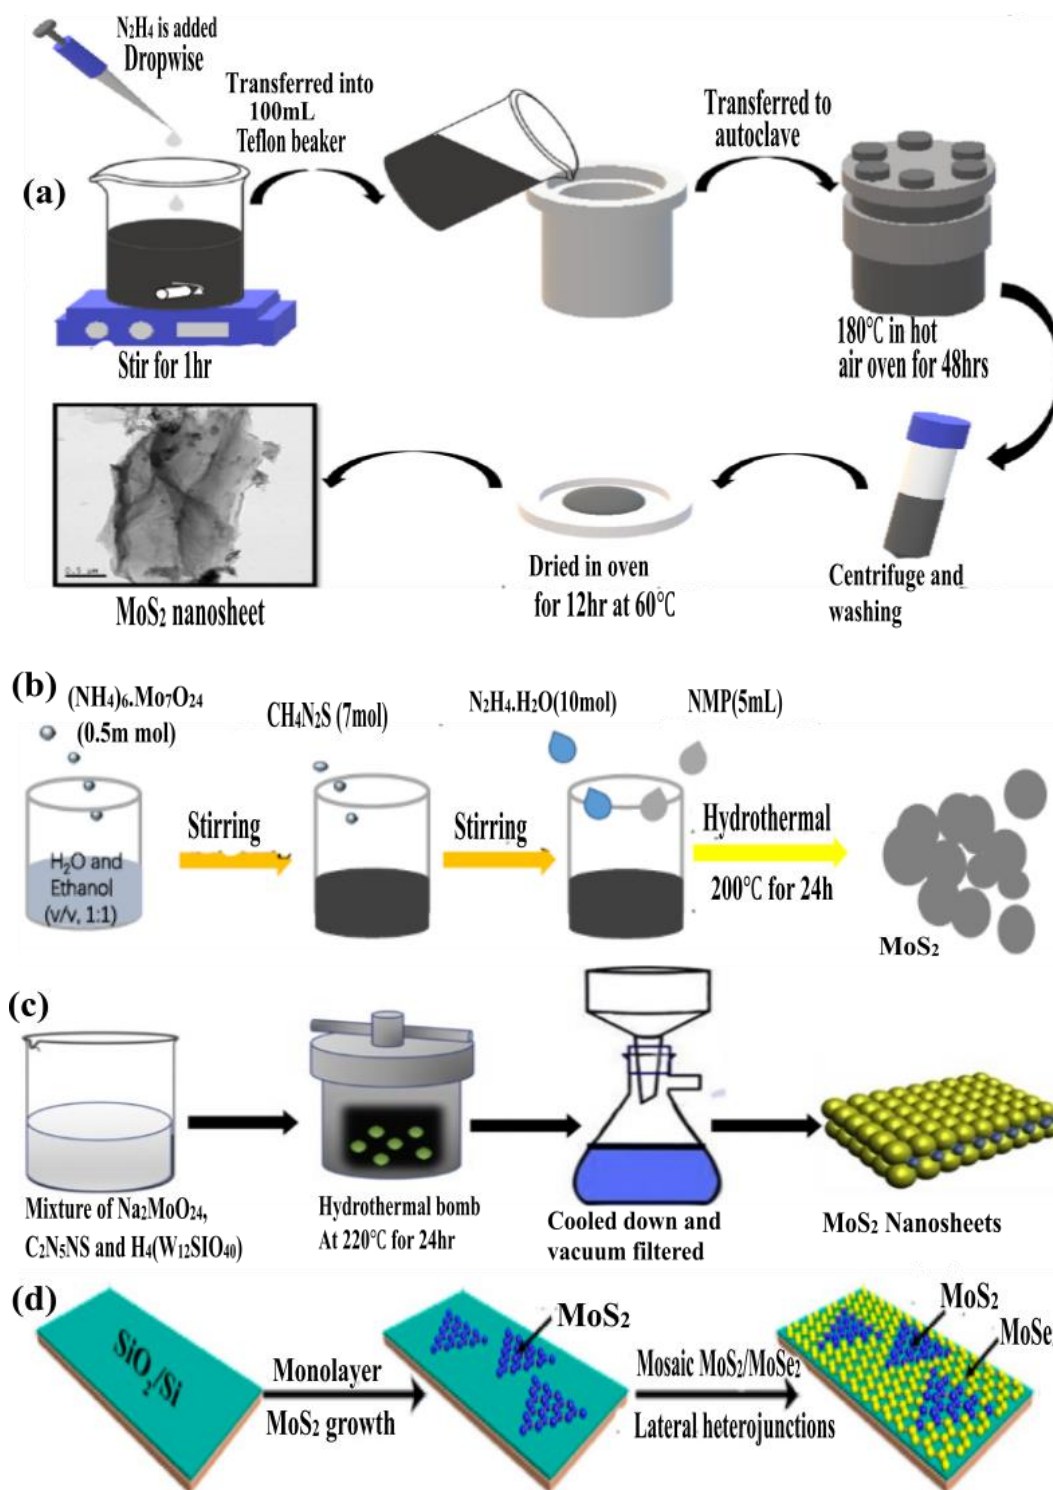 N₂H₄ is added
Dropwise
Transferred into
100mL
Teflon beaker
Transferred to
autoclave
(a)
Stir for 1hr
180℃ in hot
air oven for 48hrs
0.5 μm
MoS₂ nanosheet
Dried in oven
for 12hr at 60℃
Centrifuge and
washing
(b)
(NH₄)₆.Mo₇O₂₄
(0.5m mol)
CH₄N₂S (7mol)
N₂H₄.H₂O(10mol)
NMP(5mL)
H₂O and
Ethanol
(v/v, 1:1)
Stirring
Stirring
Hydrothermal
200℃ for 24h
MoS₂
(c)
Mixture of Na₂MoO₂₄,
C₂N₅NS and H₄(W₁₂SIO₄₀)
Hydrothermal bomb
At 220℃ for 24hr
Cooled down and
vacuum filtered
MoS₂ Nanosheets
(d)
SiO₂/Si
Monolayer
MoS₂ growth
MoS₂
Mosaic MoS₂/MoSe₂
Lateral heterojunctions
MoS₂
MoSe